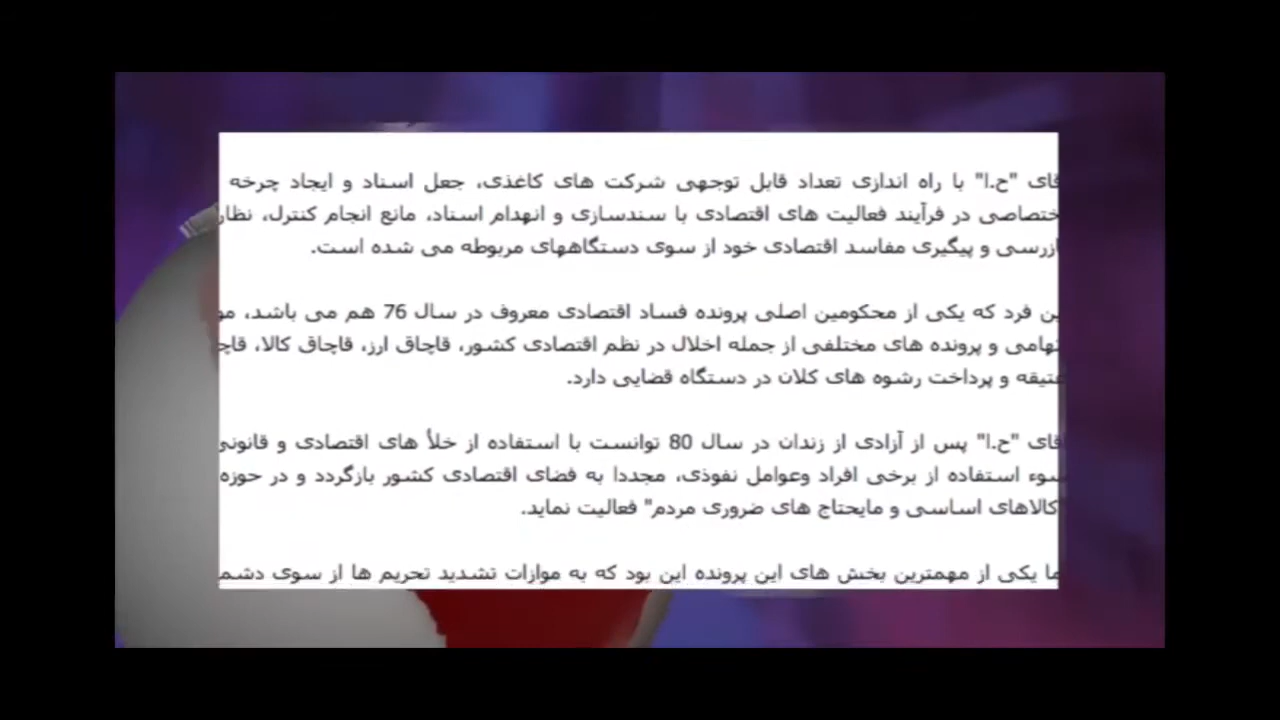 قای "ح.ا" با راه اندازی تعداد قابل توجهی شرکت های کاغذی، جعل اسناد و ایجاد چرخه
ختصاصی در فرآیند فعالیت های اقتصادی با سندسازی و انهدام اسناد، مانع انجام کنترل، نظار
ازرسی و پیگیری مفاسد اقتصادی خود از سوی دستگاههای مربوطه می شده است.
ین فرد که یکی از محکومین اصلی پرونده فساد اقتصادی معروف در سال 76 هم می باشد، مو
تهامی و پرونده های مختلفی از جمله اخلال در نظم اقتصادی کشور، قاچاق ارز، قاچاق کالا، قاچ
عتیقه و پرداخت رشوه های کلان در دستگاه قضایی دارد.
قای "ح.ا" پس از آزادی از زندان در سال 80 توانست با استفاده از خلأ های اقتصادی و قانونی
سوء استفاده از برخی افراد وعوامل نفوذی، مجددا به فضای اقتصادی کشور بازگردد و در حوزه
کالاهای اساسی و مایحتاج های ضروری مردم" فعالیت نماید.
ما یکی از مهمترین بخش های این پرونده این بود که به موازات تشدید تحریم ها از سوی دشم